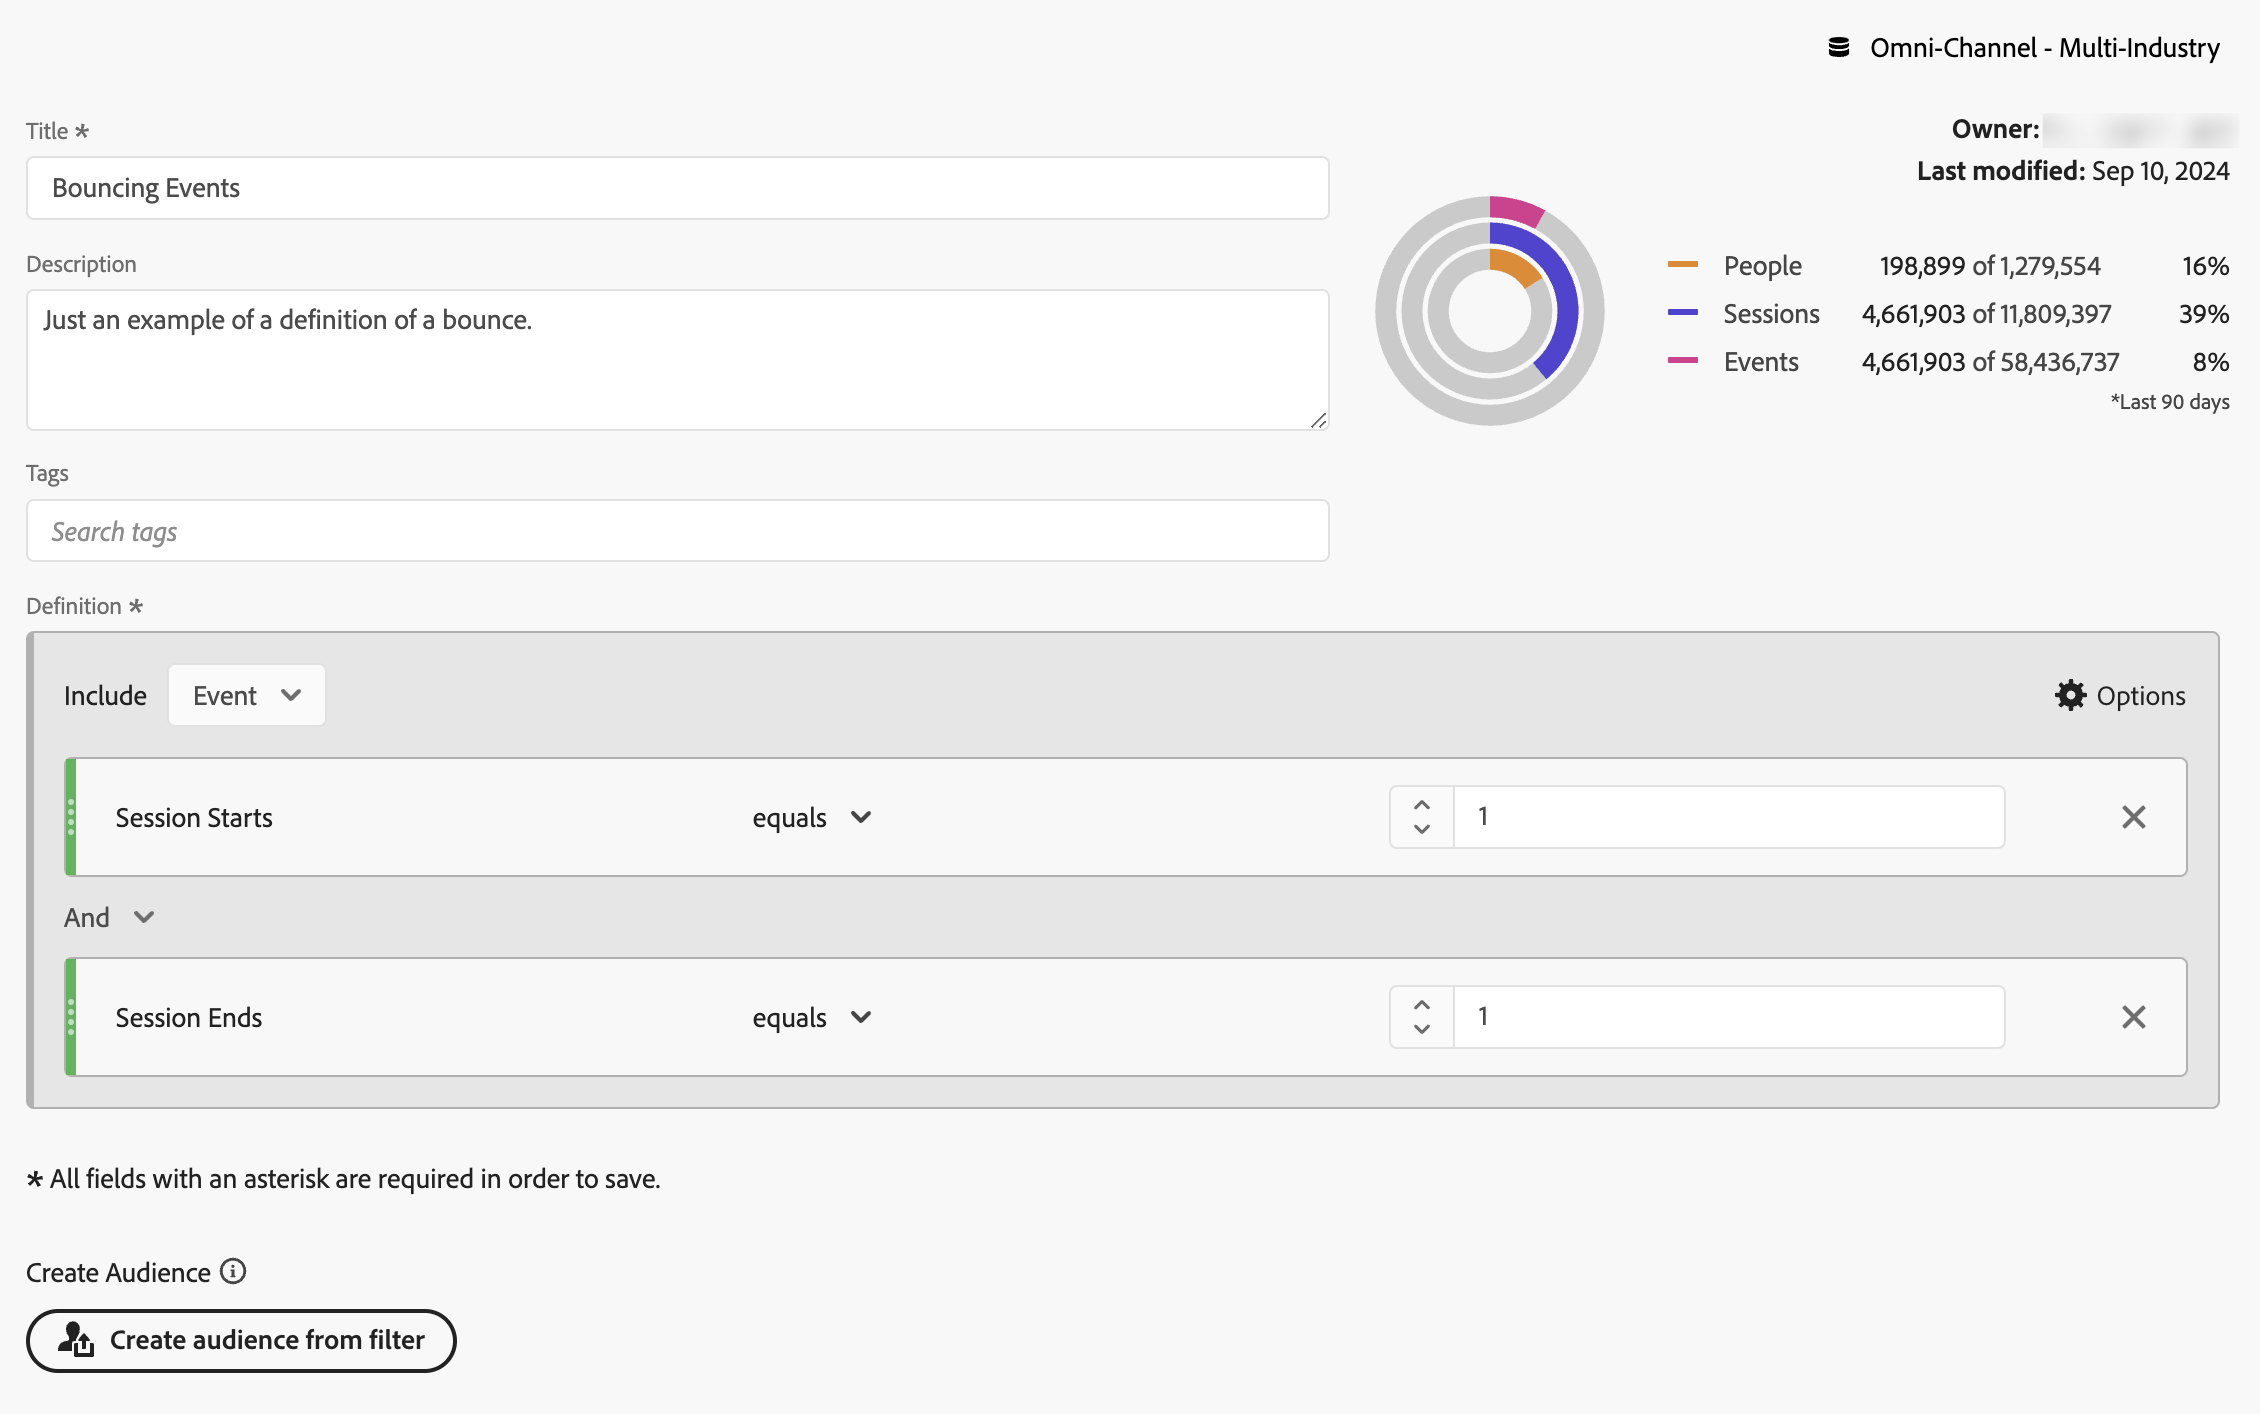 Omni-Channel - Multi-Industry
Title *
Bouncing Events
Owner:
Last modified: Sep 10, 2024
Description
Just an example of a definition of a bounce.
People 198,899 of 1,279,554 16%
Sessions 4,661,903 of 11,809,397 39%
Events 4,661,903 of 58,436,737 8%
*Last 90 days
Tags
Search tags
Definition *
Include Event Options
Session Starts equals 1
And
Session Ends equals 1
* All fields with an asterisk are required in order to save.
Create Audience
Create audience from filter